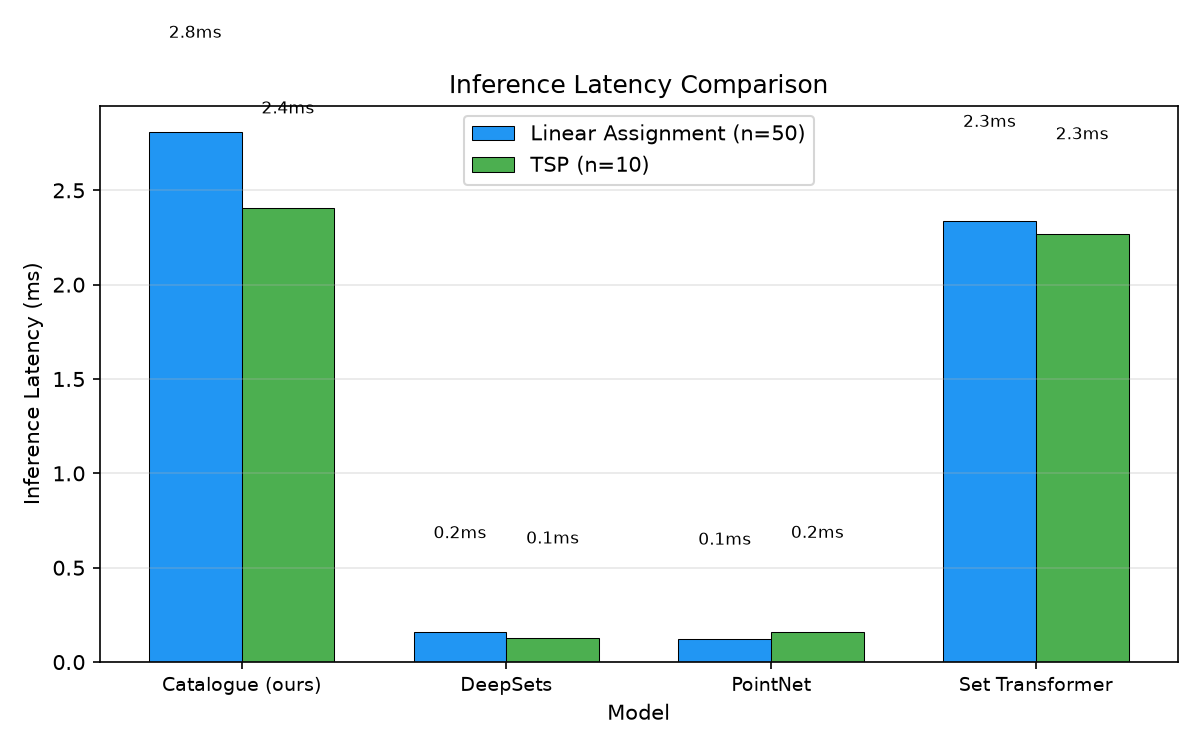 2.8ms
Inference Latency Comparison
2.4ms
Linear Assignment (n=50)
TSP (n=10)
2.3ms
2.3ms
Inference Latency (ms)
2.5
2.0
1.5
1.0
0.5
0.0
0.2ms
0.1ms
0.1ms
0.2ms
Catalogue (ours)
DeepSets
PointNet
Set Transformer
Model